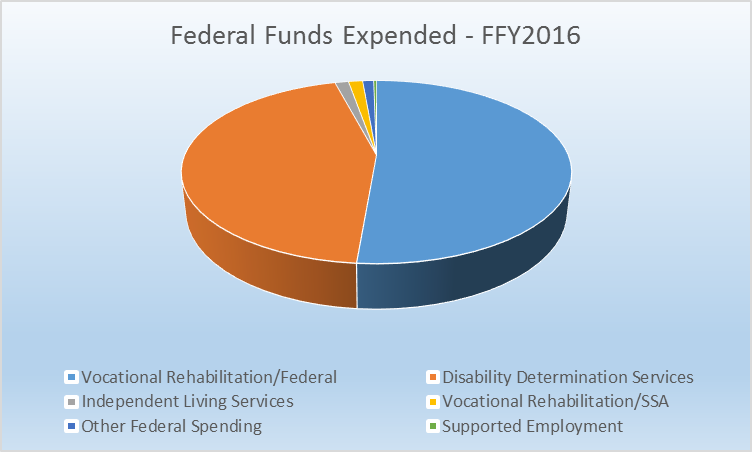 Federal Funds Expended - FFY2016
Vocational Rehabilitation/Federal
Disability Determination Services
Independent Living Services
Vocational Rehabilitation/SSA
Other Federal Spending
Supported Employment